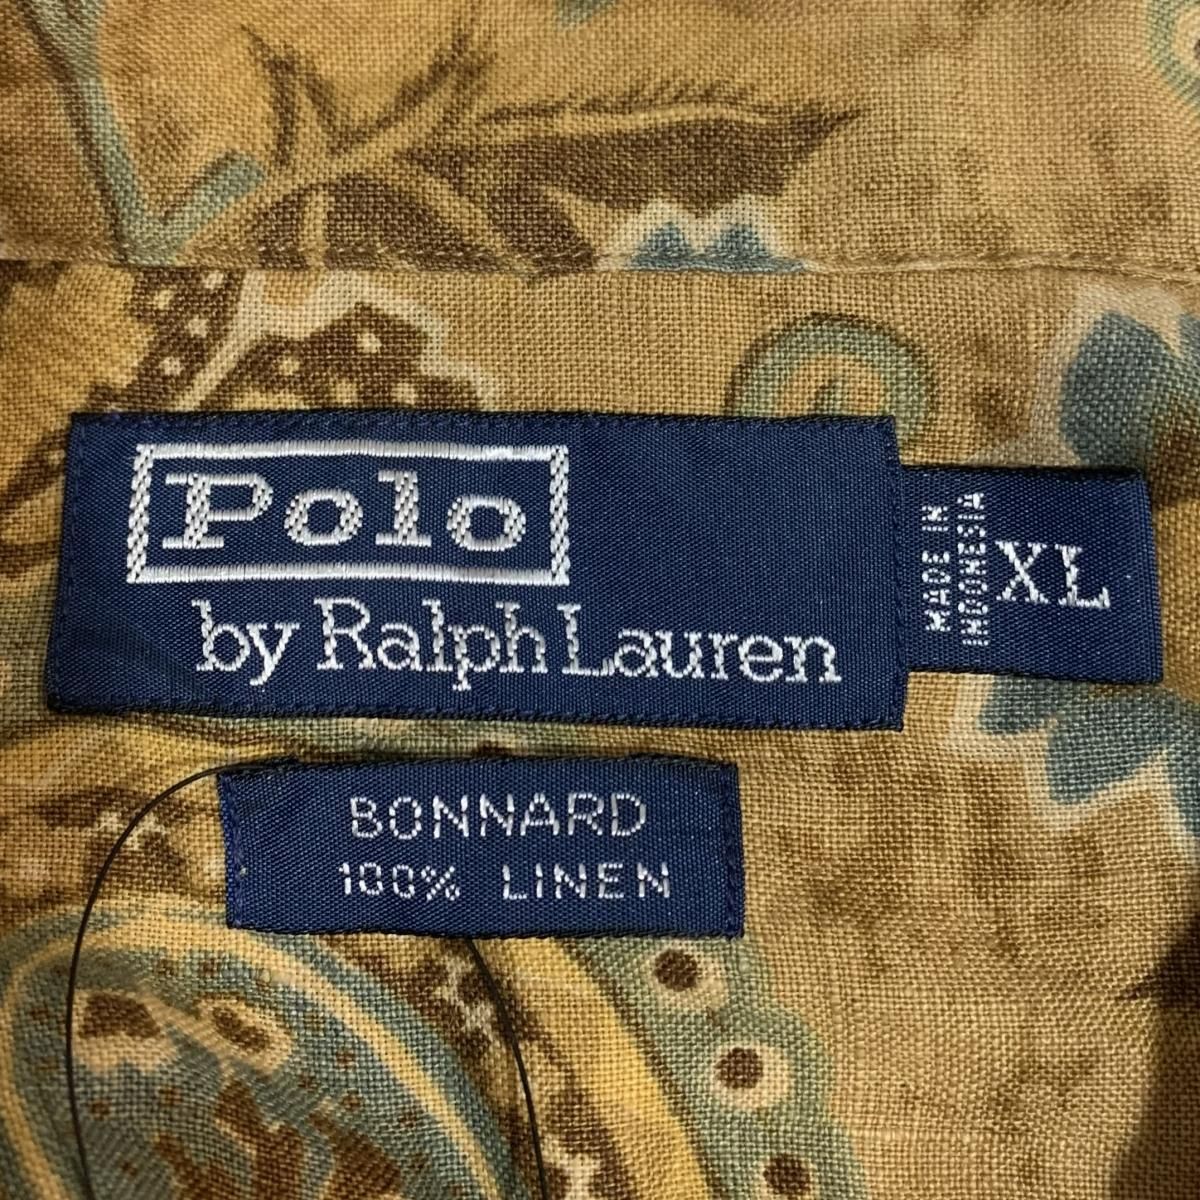 Polo
by Ralph Lauren
MADE IN
INDONESIA
XL
BONNARD
100% LINEN